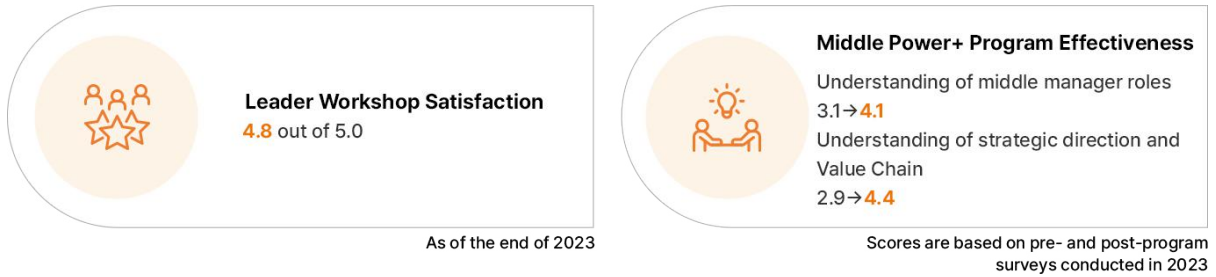 Leader Workshop Satisfaction
4.8 out of 5.0
As of the end of 2023
Middle Power+ Program Effectiveness
Understanding of middle manager roles
3.1→4.1
Understanding of strategic direction and
Value Chain
2.9→4.4
Scores are based on pre- and post-program
surveys conducted in 2023